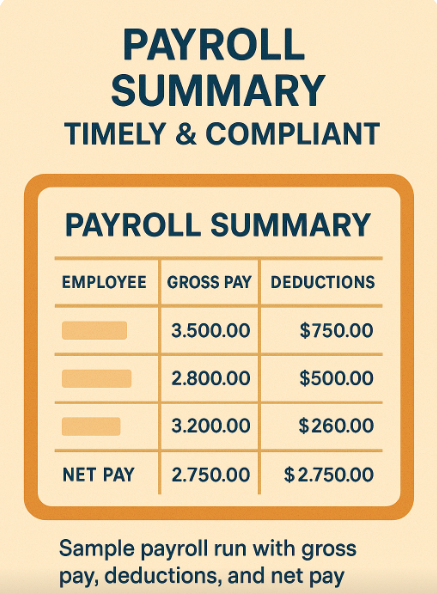 PAYROLL
SUMMARY
TIMELY & COMPLIANT
PAYROLL SUMMARY
EMPLOYEE GROSS PAY DEDUCTIONS
3.500.00 $750.00
2.800.00 $500.00
3.200.00 $260.00
NET PAY 2.750.00 $2.750.00
Sample payroll run with gross
pay, deductions, and net pay